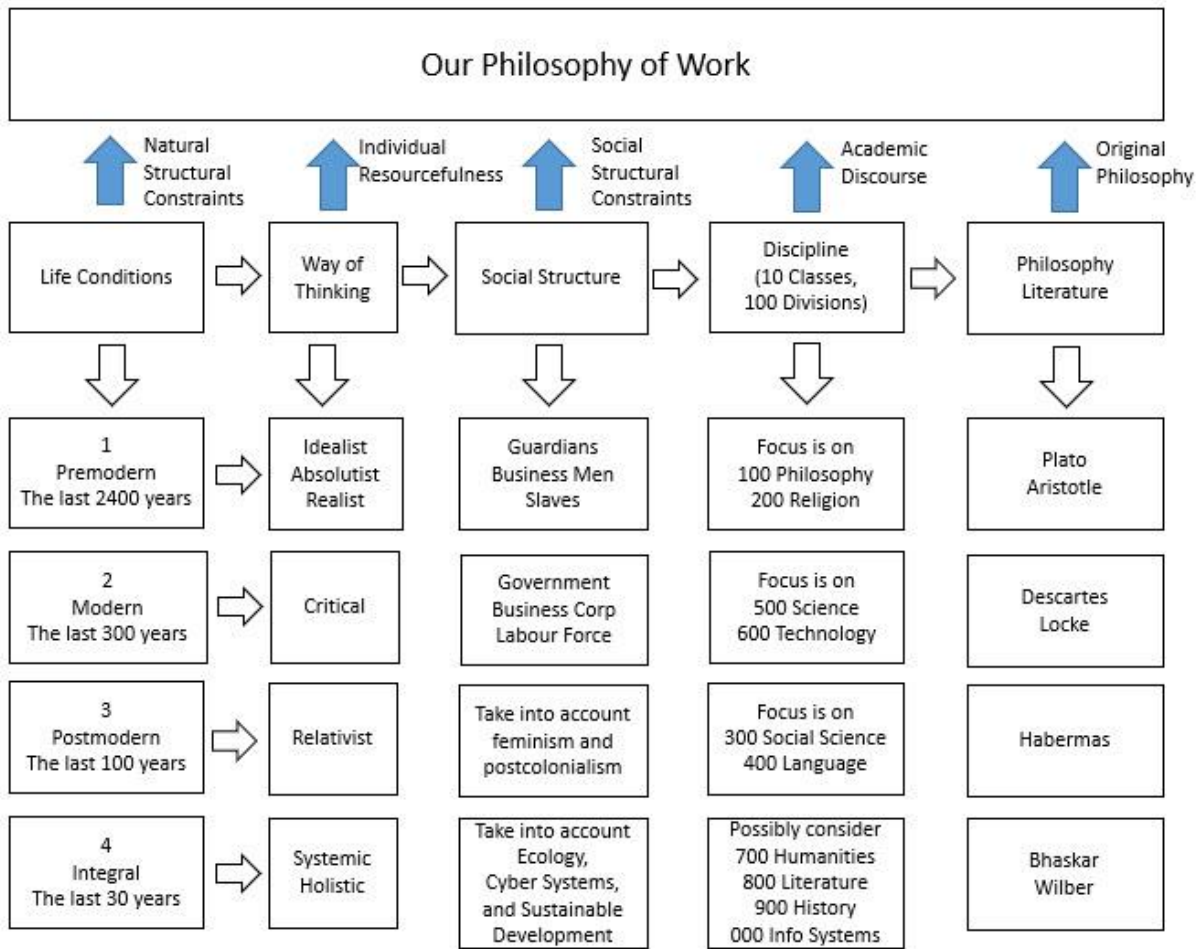 Our Philosophy of Work
Natural
Structural
Constraints
Individual
Resourcefulness
Social
Structural
Constraints
Academic
Discourse
Original
Philosophy
Life Conditions
Way of
Thinking
Social Structure
Discipline
(10 Classes,
100 Divisions)
Philosophy
Literature
1
Premodern
The last 2400 years
Idealist
Absolutist
Realist
Guardians
Business Men
Slaves
Focus is on
100 Philosophy
200 Religion
Plato
Aristotle
2
Modern
The last 300 years
Critical
Government
Business Corp
Labour Force
Focus is on
500 Science
600 Technology
Descartes
Locke
3
Postmodern
The last 100 years
Relativist
Take into account
feminism and
postcolonialism
Focus is on
300 Social Science
400 Language
Habermas
4
Integral
The last 30 years
Systemic
Holistic
Take into account
Ecology,
Cyber Systems,
and Sustainable
Development
Possibly consider
700 Humanities
800 Literature
900 History
000 Info Systems
Bhaskar
Wilber